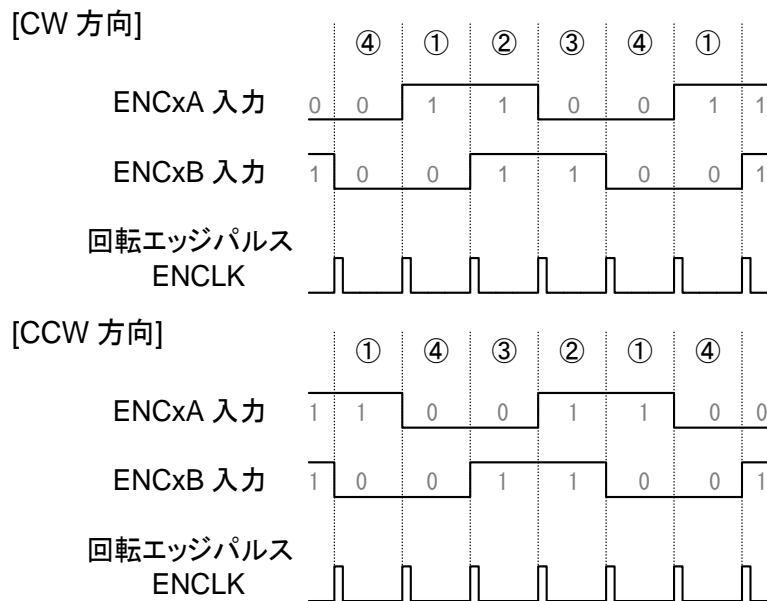 [CW 方向]
④ ① ② ③ ④ ①
ENCxA 入力 0 0 1 1 0 0 1 1
ENCxB 入力 1 0 0 1 1 0 0 1
回転エッジパルス
ENCLK
[CCW 方向]
① ④ ③ ② ① ④
ENCxA 入力 1 1 0 0 1 1 0 0
ENCxB 入力 1 0 0 1 1 0 0 1
回転エッジパルス
ENCLK